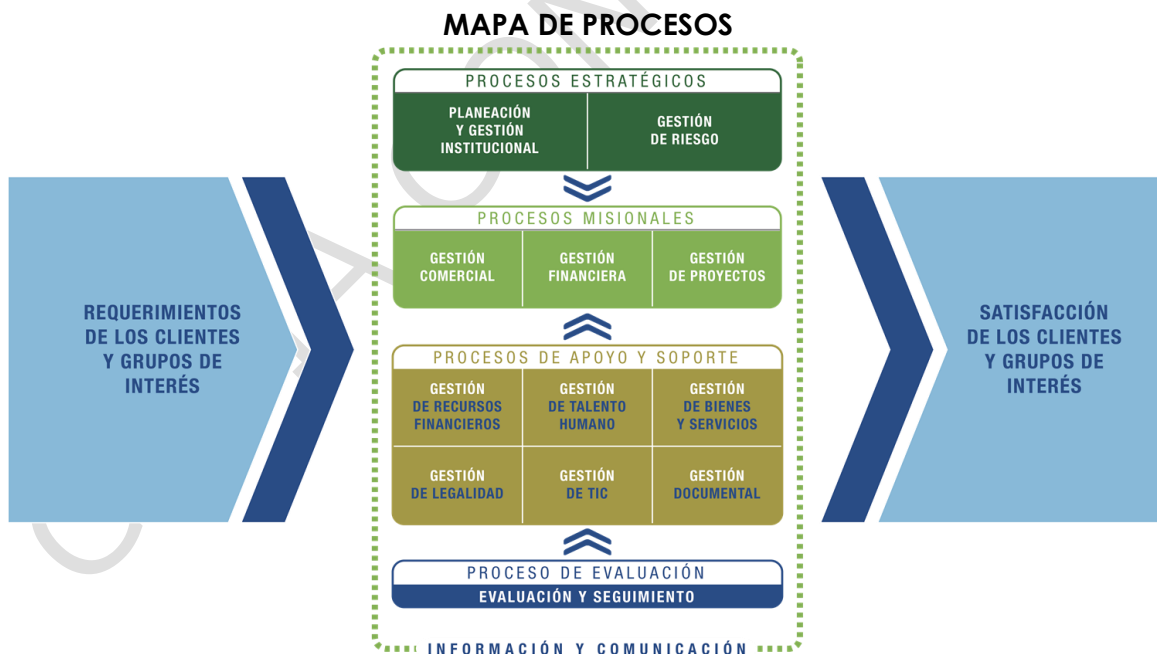 MAPA DE PROCESOS
PROCESOS ESTRATÉGICOS
PLANEACIÓN
Y GESTIÓN
INSTITUCIONAL
GESTIÓN
DE RIESGO
PROCESOS MISIONALES
GESTIÓN
COMERCIAL
GESTIÓN
FINANCIERA
GESTIÓN
DE PROYECTOS
REQUERIMIENTOS
DE LOS CLIENTES
Y GRUPOS DE
INTERÉS
SATISFACCIÓN
DE LOS CLIENTES
Y GRUPOS DE
INTERÉS
PROCESOS DE APOYO Y SOPORTE
GESTIÓN
DE RECURSOS
FINANCIEROS
GESTIÓN
DE TALENTO
HUMANO
GESTIÓN
DE BIENES
Y SERVICIOS
GESTIÓN
DE LEGALIDAD
GESTIÓN
DE TIC
GESTIÓN
DOCUMENTAL
PROCESO DE EVALUACIÓN
EVALUACIÓN Y SEGUIMIENTO
INFORMACIÓN Y COMUNICACIÓN